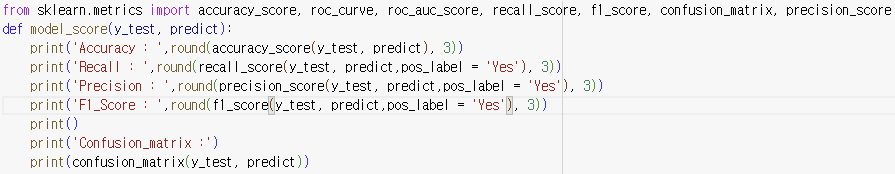 from sklearn.metrics import accuracy_score, roc_curve, roc_auc_score, recall_score, f1_score, confusion_matrix, precision_score
def model_score(y_test, predict):
    print('Accuracy : ',round(accuracy_score(y_test, predict), 3))
    print('Recall : ',round(recall_score(y_test, predict,pos_label = 'Yes'), 3))
    print('Precision : ',round(precision_score(y_test, predict,pos_label = 'Yes'), 3))
    print('F1_Score : ',round(f1_score(y_test, predict,pos_label = 'Yes'), 3))
    print()
    print('Confusion_matrix :')
    print(confusion_matrix(y_test, predict))